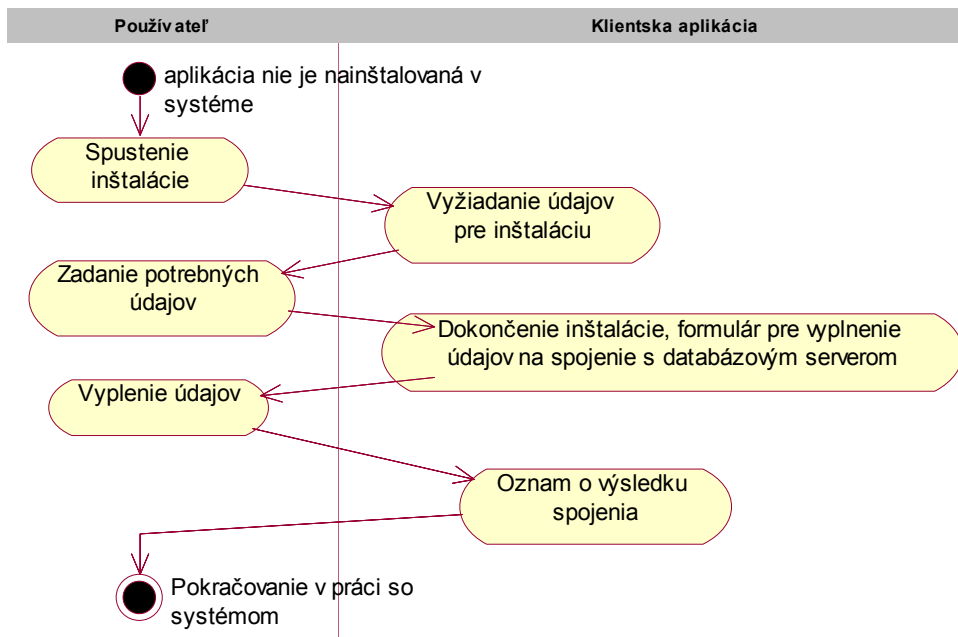 Používateľ
Klientska aplikácia
aplikácia nie je nainštalovaná v
systéme
Spustenie
inštalácie
Vyžiadanie údajov
pre inštaláciu
Zadanie potrebných
údajov
Dokončenie inštalácie, formulár pre vyplnenie
údajov na spojenie s databázovým serverom
Vyplenie údajov
Oznam o výsledku
spojenia
Pokračovanie v práci so
systémom